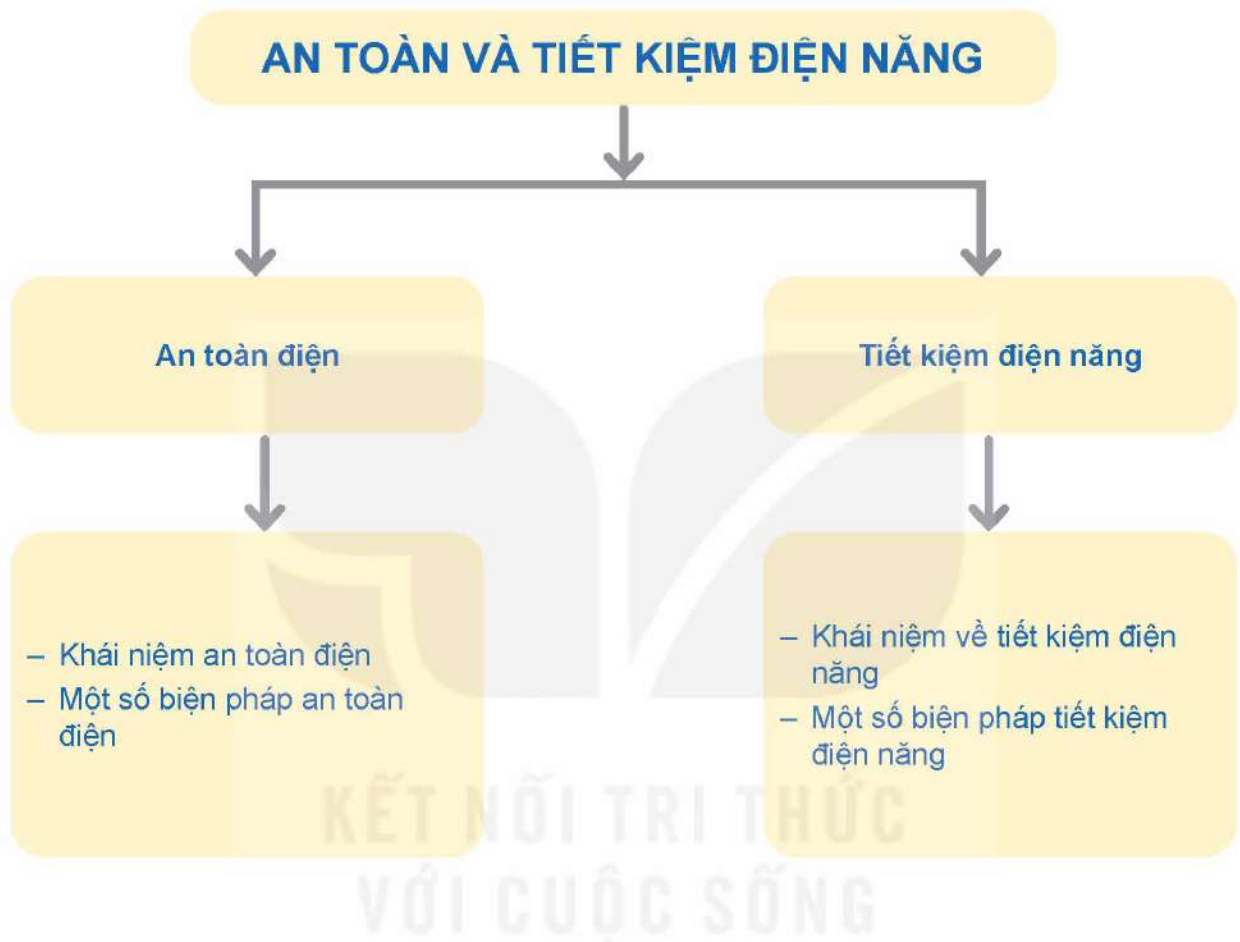 AN TOÀN VÀ TIẾT KIỆM ĐIỆN NĂNG
An toàn điện
Tiết kiệm điện năng
– Khái niệm an toàn điện
– Một số biện pháp an toàn
điện
– Khái niệm về tiết kiệm điện
năng
– Một số biện pháp tiết kiệm
điện năng
KẾT NỐI TRI THỨC
VỚI CUỘC SỐNG